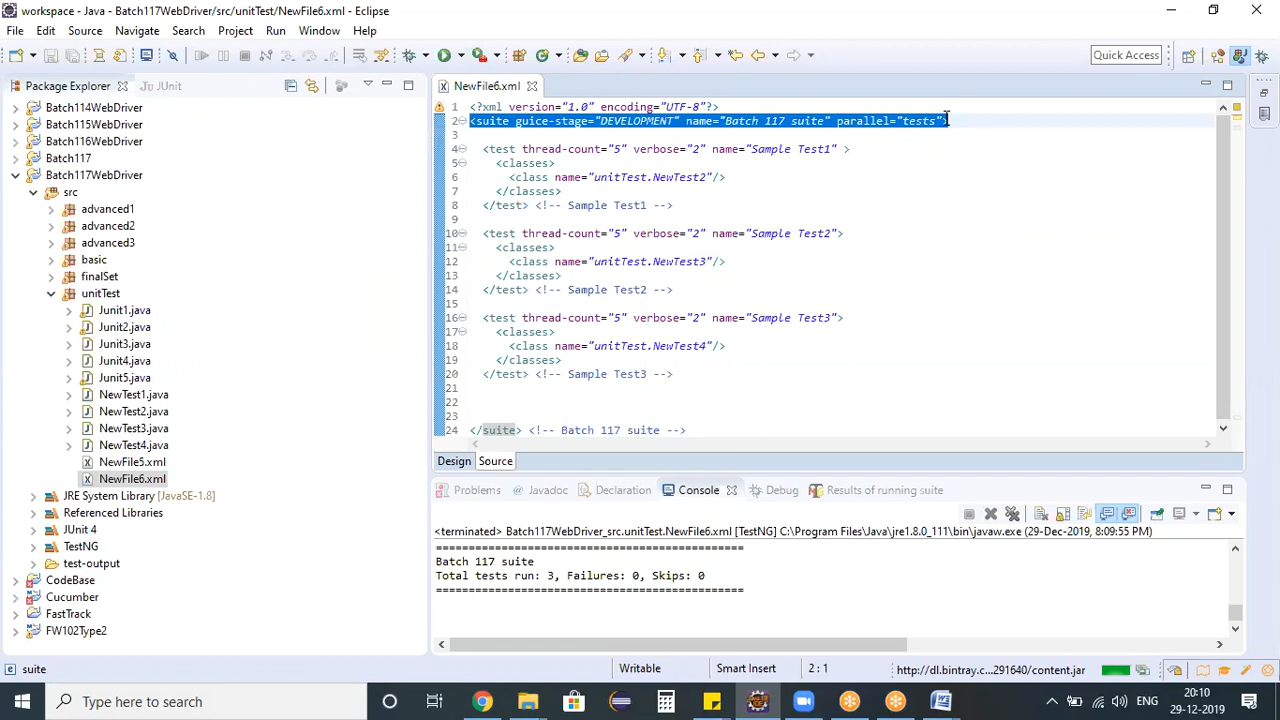 workspace - Java - Batch117WebDriver/src/unitTest/NewFile6.xml - Eclipse
File Edit Source Navigate Search Project Run Window Help
Quick Access
Package Explorer
JUnit
Batch114WebDriver
Batch115WebDriver
Batch116WebDriver
Batch117
Batch117WebDriver
src
advanced1
advanced2
advanced3
basic
finalSet
unitTest
Junit1.java
Junit2.java
Junit3.java
Junit4.java
Junit5.java
NewTest1.java
NewTest2.java
NewTest3.java
NewTest4.java
NewFile5.xml
NewFile6.xml
JRE System Library [JavaSE-1.8]
Referenced Libraries
JUnit 4
TestNG
test-output
CodeBase
Cucumber
FastTrack
FW102Type2
NewFile6.xml
1 <?xml version="1.0" encoding="UTF-8"?>
2 <suite guice-stage="DEVELOPMENT" name="Batch 117 suite" parallel="tests">
3
4 <test thread-count="5" verbose="2" name="Sample Test1" >
5 <classes>
6 <class name="unitTest.NewTest2"/>
7 </classes>
8 </test> <!-- Sample Test1 -->
9
10 <test thread-count="5" verbose="2" name="Sample Test2">
11 <classes>
12 <class name="unitTest.NewTest3"/>
13 </classes>
14 </test> <!-- Sample Test2 -->
15
16 <test thread-count="5" verbose="2" name="Sample Test3">
17 <classes>
18 <class name="unitTest.NewTest4"/>
19 </classes>
20 </test> <!-- Sample Test3 -->
21
22
23
24 </suite> <!-- Batch 117 suite -->
Design Source
Problems Javadoc Declaration Console Debug Results of running suite
<terminated> Batch117WebDriver_src.unitTest.NewFile6.xml [TestNG] C:\Program Files\Java\jre1.8.0_111\bin\javaw.exe (29-Dec-2019, 8:09:55 PM)
===============================================
Batch 117 suite
Total tests run: 3, Failures: 0, Skips: 0
===============================================
suite
Writable
Smart Insert
2 : 1
http://dl.bintray.c...291640/content.jar
Type here to search
ENG
20:10
29-12-2019